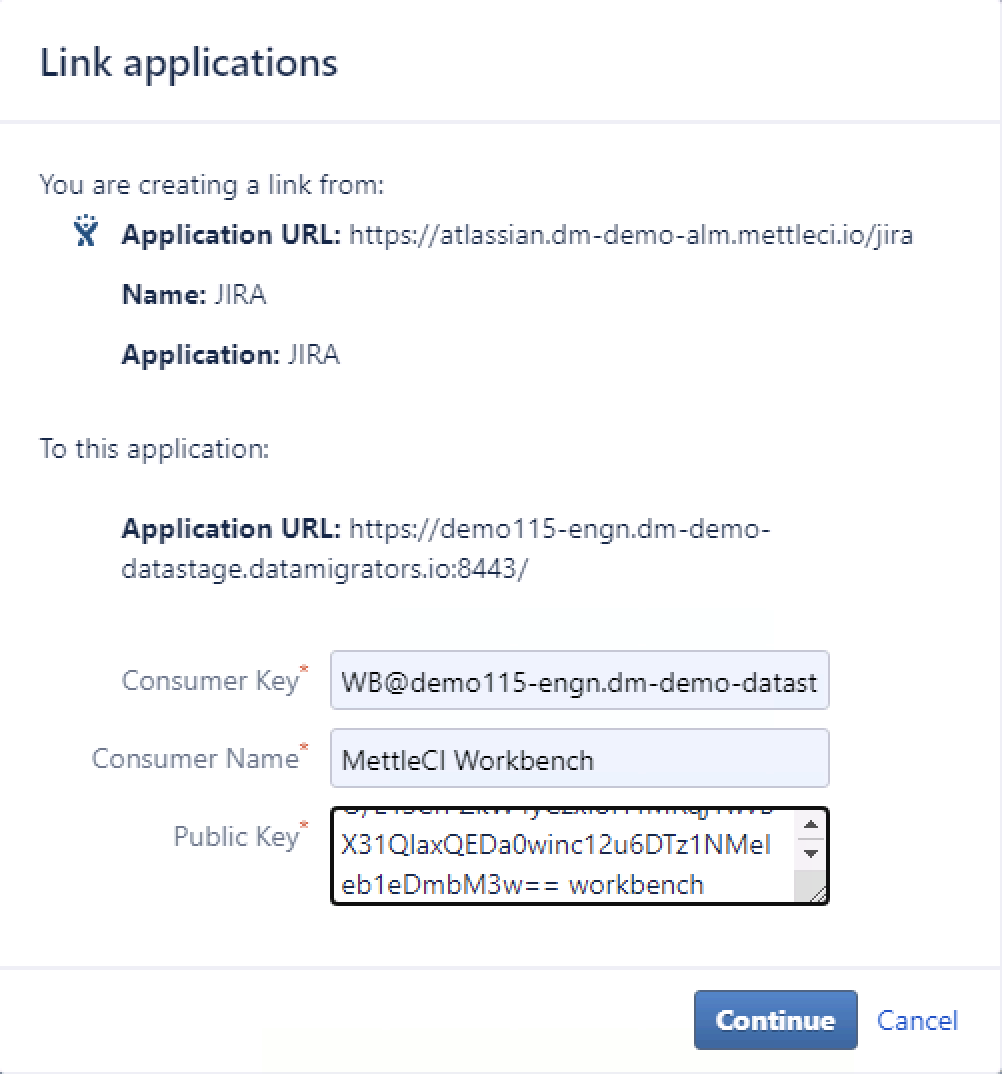 Link applications
You are creating a link from:
Application URL: https://atlassian.dm-demo-alm.mettleci.io/jira
Name: JIRA
Application: JIRA
To this application:
Application URL: https://demo115-engn.dm-demo-
datastage.datamigrators.io:8443/
Consumer Key*
WB@demo115-engn.dm-demo-datast
Consumer Name*
MettleCI Workbench
Public Key*
X31QlaxQEDa0winc12u6DTz1NMeI
eb1eDmbM3w== workbench
Continue
Cancel